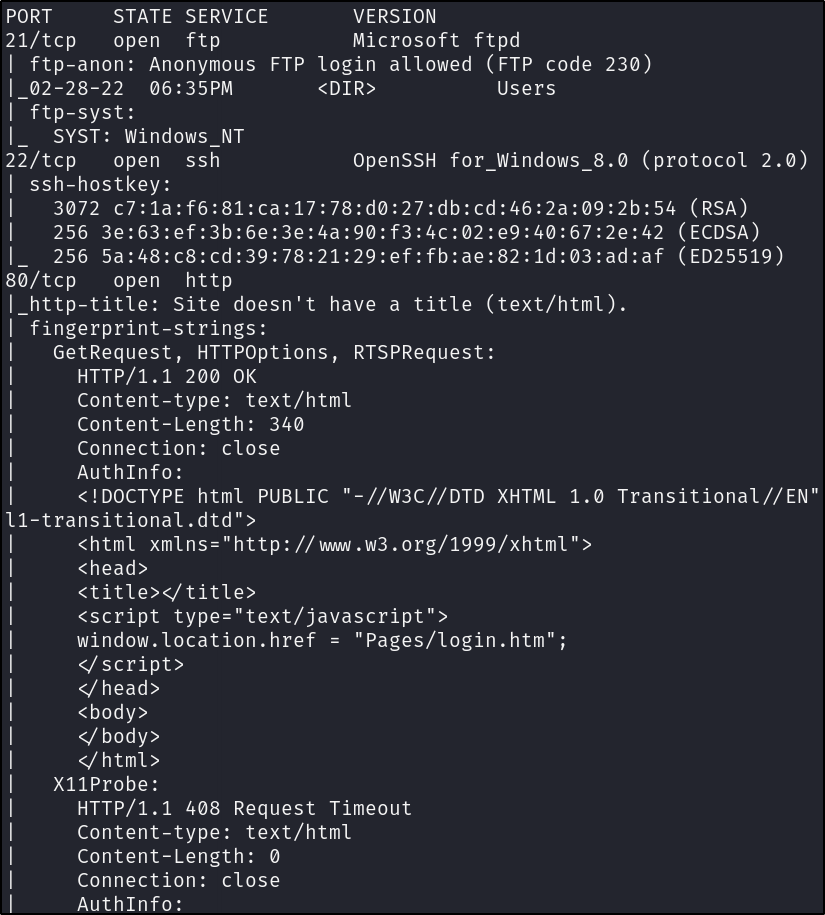 PORT     STATE SERVICE       VERSION
21/tcp   open  ftp           Microsoft ftpd
| ftp-anon: Anonymous FTP login allowed (FTP code 230)
|_02-28-22  06:35PM       <DIR>          Users
| ftp-syst:
|_  SYST: Windows_NT
22/tcp   open  ssh           OpenSSH for_Windows_8.0 (protocol 2.0)
| ssh-hostkey:
|   3072 c7:1a:f6:81:ca:17:78:d0:27:db:cd:46:2a:09:2b:54 (RSA)
|   256 3e:63:ef:3b:6e:3e:4a:90:f3:4c:02:e9:40:67:2e:42 (ECDSA)
|_  256 5a:48:c8:cd:39:78:21:29:ef:fb:ae:82:1d:03:ad:af (ED25519)
80/tcp   open  http
|_http-title: Site doesn't have a title (text/html).
| fingerprint-strings:
|   GetRequest, HTTPOptions, RTSPRequest:
|     HTTP/1.1 200 OK
|     Content-type: text/html
|     Content-Length: 340
|     Connection: close
|     AuthInfo:
|     <!DOCTYPE html PUBLIC "-//W3C//DTD XHTML 1.0 Transitional//EN"
l1-transitional.dtd">
|     <html xmlns="http://www.w3.org/1999/xhtml">
|     <head>
|     <title></title>
|     <script type="text/javascript">
|     window.location.href = "Pages/login.htm";
|     </script>
|     </head>
|     <body>
|     </body>
|     </html>
|   X11Probe:
|     HTTP/1.1 408 Request Timeout
|     Content-type: text/html
|     Content-Length: 0
|     Connection: close
|     AuthInfo: